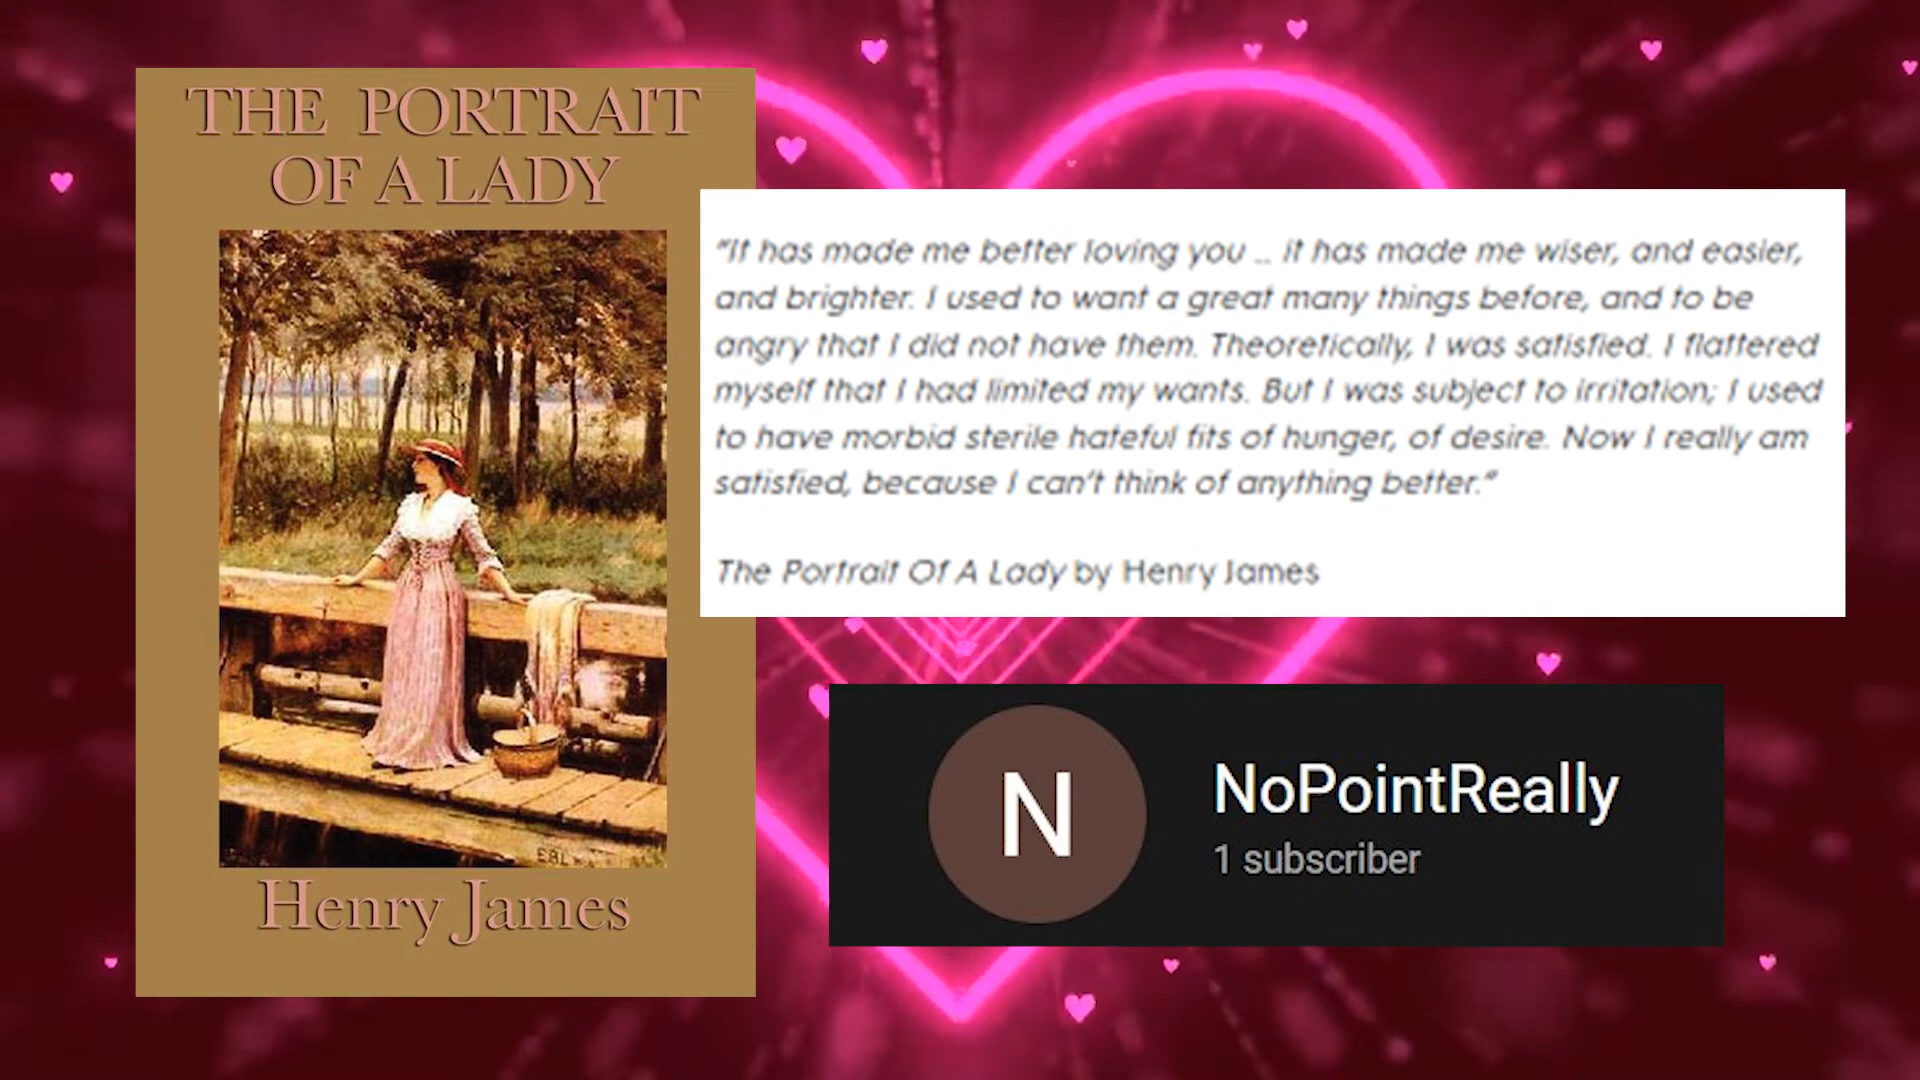 THE PORTRAIT
OF A LADY
Henry James
"It has made me better loving you ... it has made me wiser, and easier,
and brighter. I used to want a great many things before, and to be
angry that I did not have them. Theoretically, I was satisfied. I flattered
myself that I had limited my wants. But I was subject to irritation; I used
to have morbid sterile hateful fits of hunger, of desire. Now I really am
satisfied, because I can't think of anything better."
The Portrait Of A Lady by Henry James
N
NoPointReally
1 subscriber